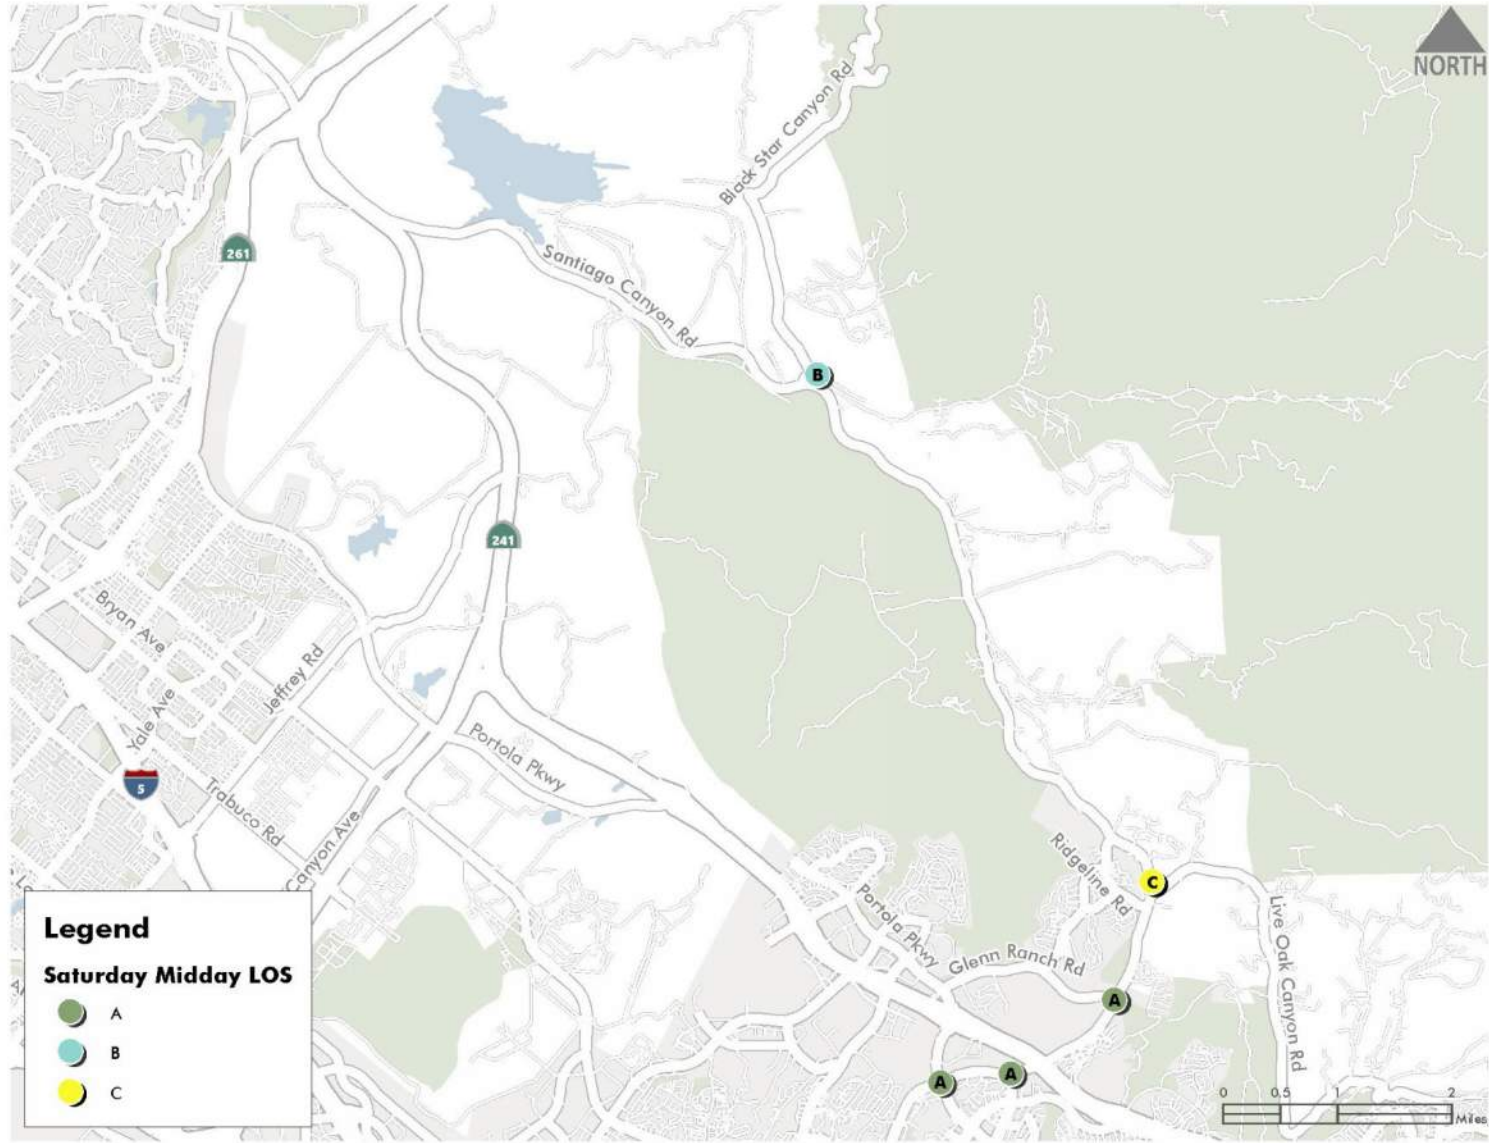 NORTH
Black Star Canyon Rd
261
Santiago Canyon Rd
B
241
Bryan Ave
Jeffrey Rd
Yale Ave
Portola Pkwy
5
Trabuco Rd
Canyon Ave
Ridgeline Rd
C
Portola Pkwy
Glenn Ranch Rd
Live Oak Canyon Rd
A
A
A
Legend
Saturday Midday LOS
A
B
C
0 0.5 1 2
Miles